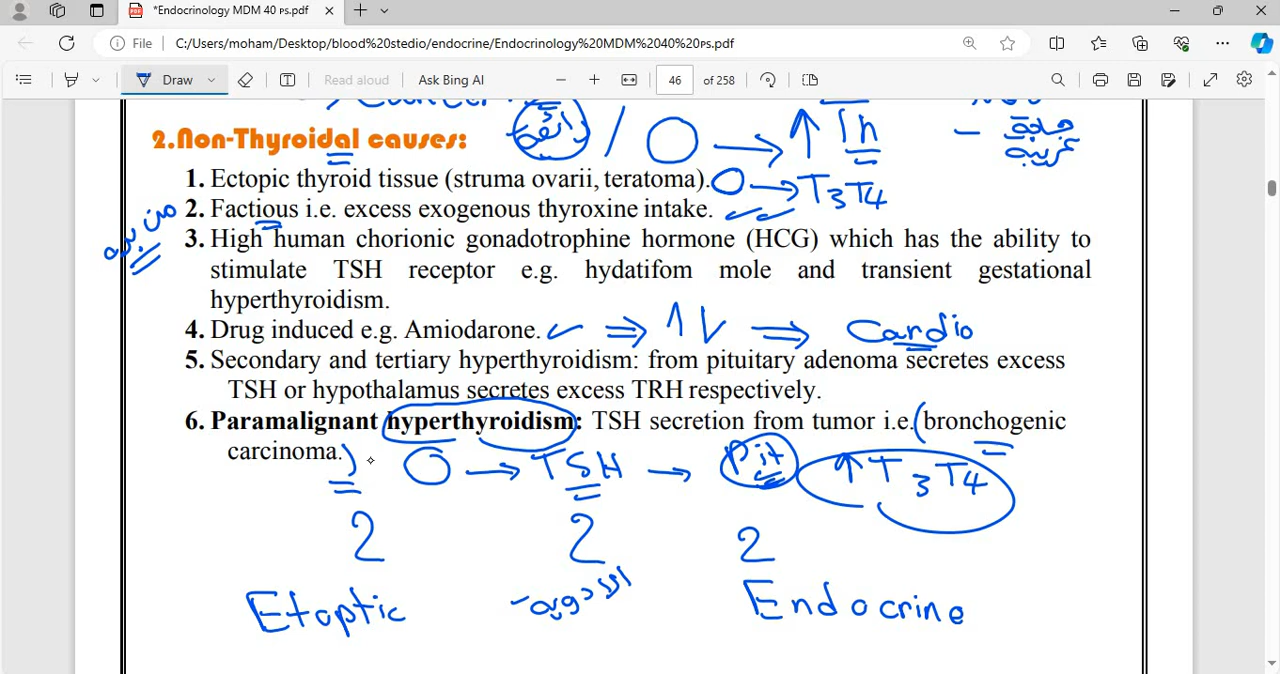 *Endocrinology MDM 40 PS.pdf
File C:/Users/moham/Desktop/blood%20stedio/endocrine/Endocrinology%20MDM%2040%20PS.pdf
Draw Read aloud Ask Bing AI 46 of 258
2.Non-Thyroidal causes: / O → ↑ Th
1. Ectopic thyroid tissue (struma ovarii, teratoma). O → T3T4
2. Factious i.e. excess exogenous thyroxine intake.
3. High human chorionic gonadotrophine hormone (HCG) which has the ability to
stimulate TSH receptor e.g. hydatifom mole and transient gestational
hyperthyroidism.
4. Drug induced e.g. Amiodarone. ⇒ ⇒ Cardio
5. Secondary and tertiary hyperthyroidism: from pituitary adenoma secretes excess
TSH or hypothalamus secretes excess TRH respectively.
6. Paramalignant hyperthyroidism: TSH secretion from tumor i.e. (bronchogenic
carcinoma.)
O → TSH → Pit ↑ T3T4
2 2 2
Etoptic Endocrine